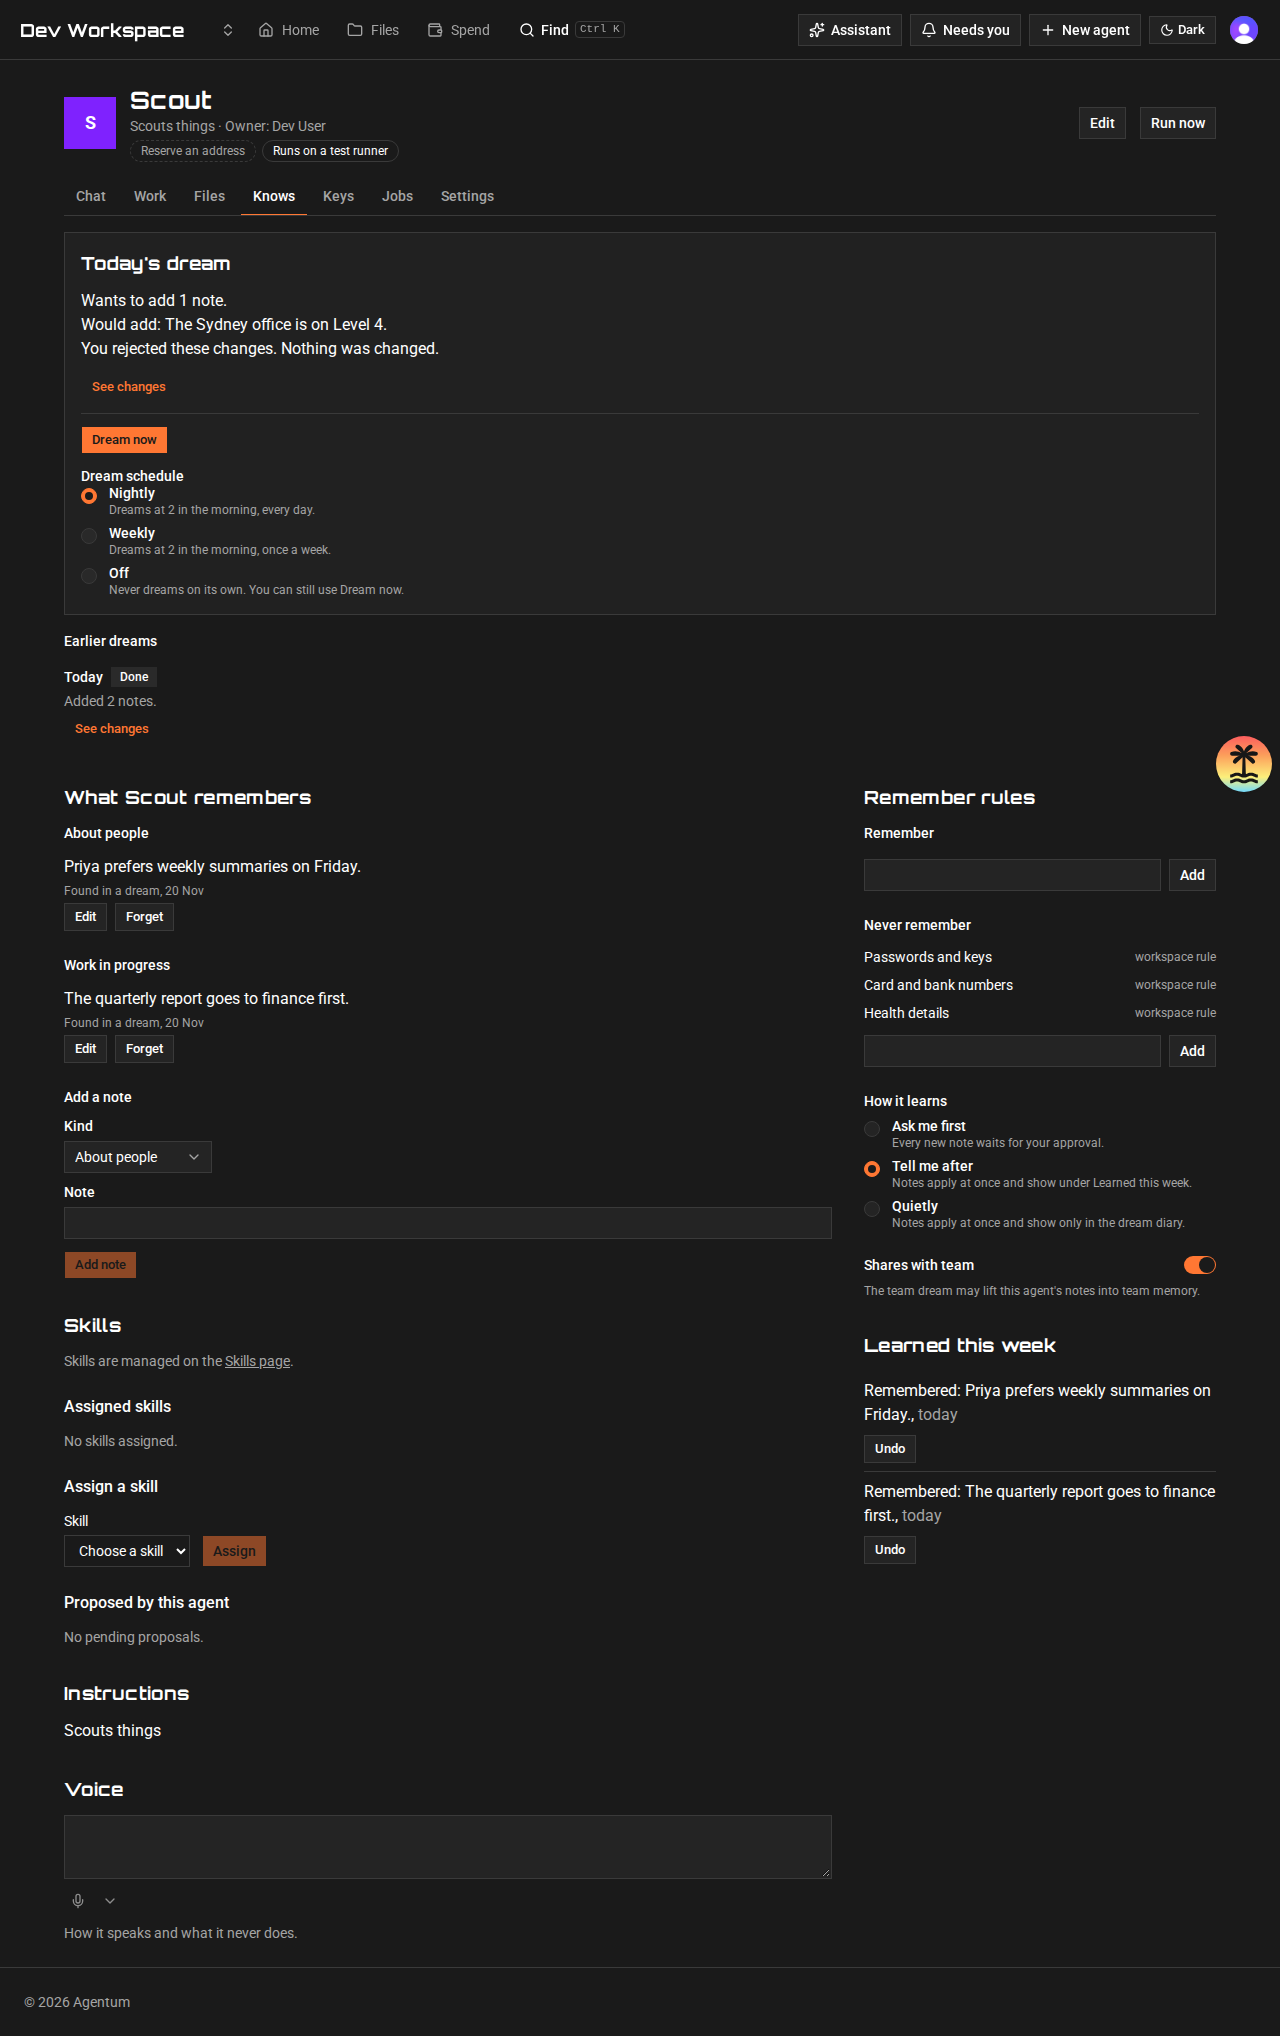 Dev Workspace
Home
Files
Spend
Find Ctrl K
Assistant
Needs you
New agent
Dark
S
Scout
Scouts things · Owner: Dev User
Reserve an address
Runs on a test runner
Edit
Run now
Chat
Work
Files
Knows
Keys
Jobs
Settings
Today's dream
Wants to add 1 note.
Would add: The Sydney office is on Level 4.
You rejected these changes. Nothing was changed.
See changes
Dream now
Dream schedule
Nightly
Dreams at 2 in the morning, every day.
Weekly
Dreams at 2 in the morning, once a week.
Off
Never dreams on its own. You can still use Dream now.
Earlier dreams
Today Done
Added 2 notes.
See changes
What Scout remembers
About people
Priya prefers weekly summaries on Friday.
Found in a dream, 20 Nov
Edit
Forget
Work in progress
The quarterly report goes to finance first.
Found in a dream, 20 Nov
Edit
Forget
Add a note
Kind
About people
Note
Add note
Skills
Skills are managed on the Skills page.
Assigned skills
No skills assigned.
Assign a skill
Skill
Choose a skill
Assign
Proposed by this agent
No pending proposals.
Instructions
Scouts things
Voice
How it speaks and what it never does.
Remember rules
Remember
Add
Never remember
Passwords and keys workspace rule
Card and bank numbers workspace rule
Health details workspace rule
Add
How it learns
Ask me first
Every new note waits for your approval.
Tell me after
Notes apply at once and show under Learned this week.
Quietly
Notes apply at once and show only in the dream diary.
Shares with team
The team dream may lift this agent's notes into team memory.
Learned this week
Remembered: Priya prefers weekly summaries on
Friday., today
Undo
Remembered: The quarterly report goes to finance
first., today
Undo
© 2026 Agentum